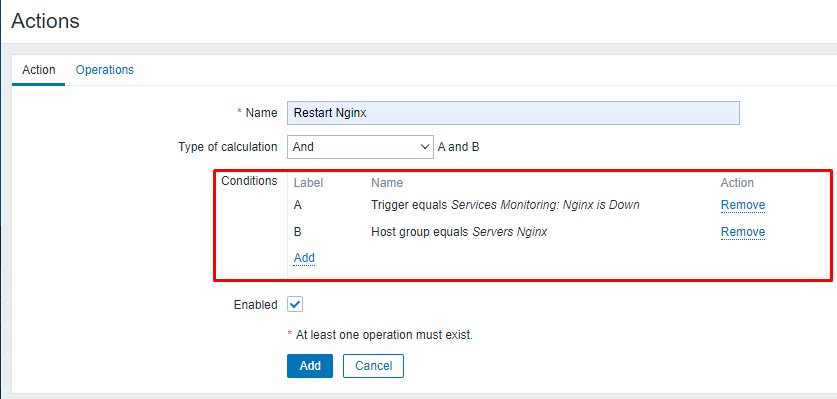 Actions
Action Operations
* Name Restart Nginx
Type of calculation And A and B
Conditions Label Name Action
A Trigger equals Services Monitoring: Nginx is Down Remove
B Host group equals Servers Nginx Remove
Add
Enabled
* At least one operation must exist.
Add Cancel